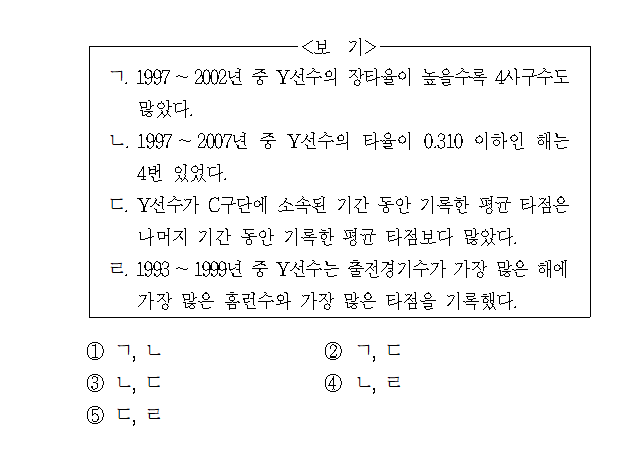 <보 기>
ㄱ. 1997 ~ 2002년 중 Y선수의 장타율이 높을수록 4사구수도
많았다.
ㄴ. 1997 ~ 2007년 중 Y선수의 타율이 0.310 이하인 해는
4번 있었다.
ㄷ. Y선수가 C구단에 소속된 기간 동안 기록한 평균 타점은
나머지 기간 동안 기록한 평균 타점보다 많았다.
ㄹ. 1993 ~ 1999년 중 Y선수는 출전경기수가 가장 많은 해에
가장 많은 홈런수와 가장 많은 타점을 기록했다.
① ㄱ, ㄴ ② ㄱ, ㄷ
③ ㄴ, ㄷ ④ ㄴ, ㄹ
⑤ ㄷ, ㄹ